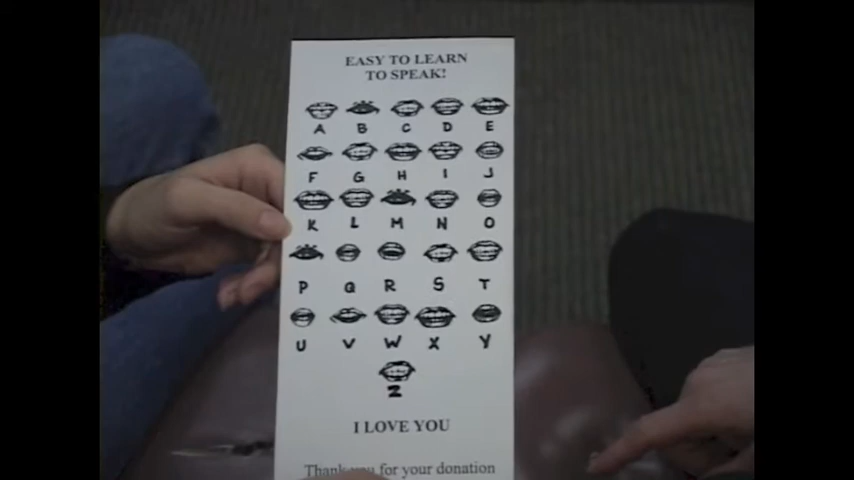 EASY TO LEARN
TO SPEAK!
A B C D E
F G H I J
K L M N O
P Q R S T
U V W X Y
Z
I LOVE YOU
Thank you for your donation